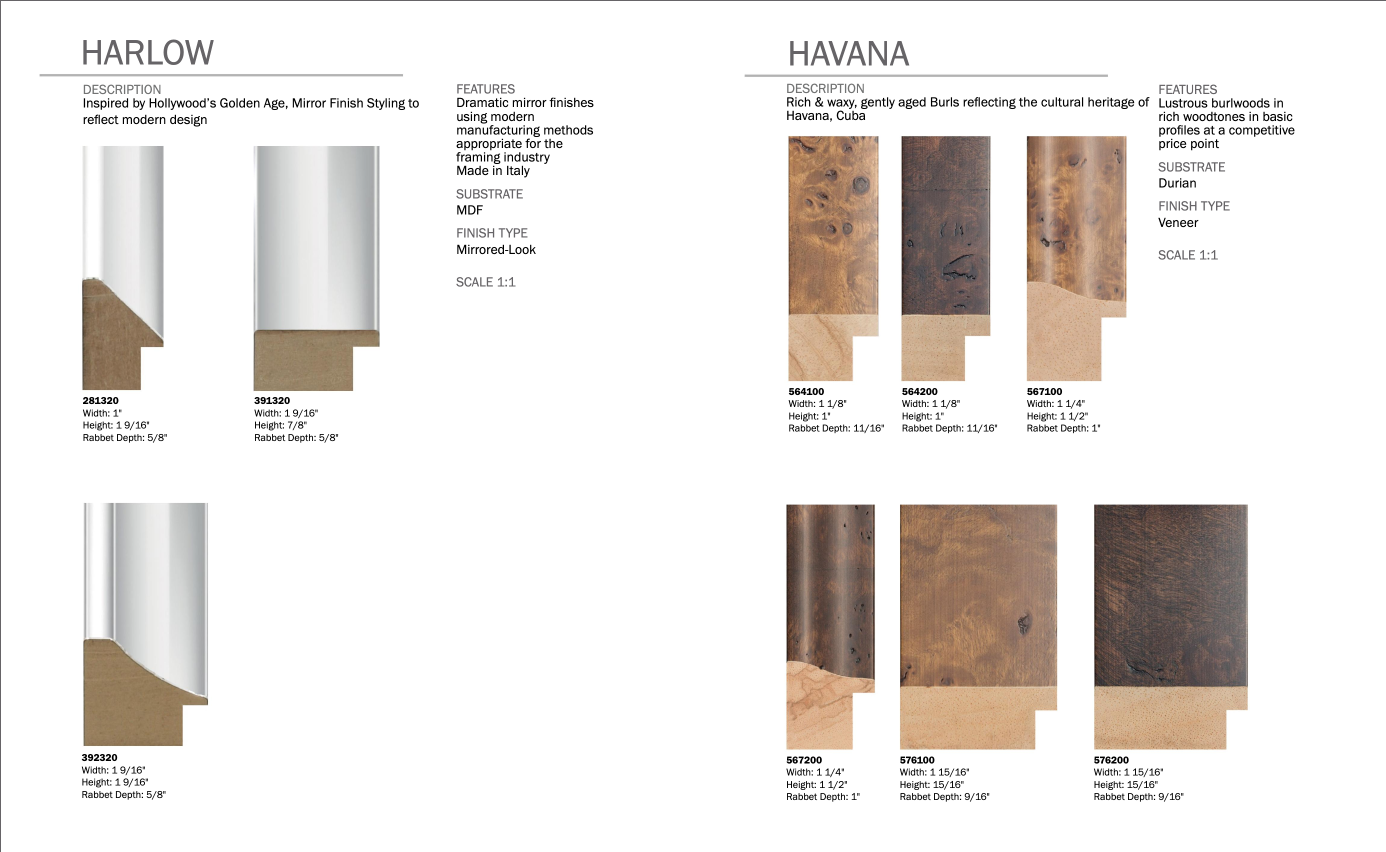 HARLOW
DESCRIPTION
Inspired by Hollywood's Golden Age, Mirror Finish Styling to
reflect modern design
FEATURES
Dramatic mirror finishes
using modern
manufacturing methods
appropriate for the
framing industry
Made in Italy
SUBSTRATE
MDF
FINISH TYPE
Mirrored-Look
SCALE 1:1
281320
Width: 1"
Height: 1 9/16"
Rabbet Depth: 5/8"
391320
Width: 1 9/16"
Height: 7/8"
Rabbet Depth: 5/8"
392320
Width: 1 9/16"
Height: 1 9/16"
Rabbet Depth: 5/8"
HAVANA
DESCRIPTION
Rich & waxy, gently aged Burls reflecting the cultural heritage of
Havana, Cuba
FEATURES
Lustrous burlwoods in
rich woodtones in basic
profiles at a competitive
price point
SUBSTRATE
Durian
FINISH TYPE
Veneer
SCALE 1:1
564100
Width: 1 1/8"
Height: 1"
Rabbet Depth: 11/16"
564200
Width: 1 1/8"
Height: 1"
Rabbet Depth: 11/16"
567100
Width: 1 1/4"
Height: 1 1/2"
Rabbet Depth: 1"
567200
Width: 1 1/4"
Height: 1 1/2"
Rabbet Depth: 1"
576100
Width: 1 15/16"
Height: 15/16"
Rabbet Depth: 9/16"
576200
Width: 1 15/16"
Height: 15/16"
Rabbet Depth: 9/16"